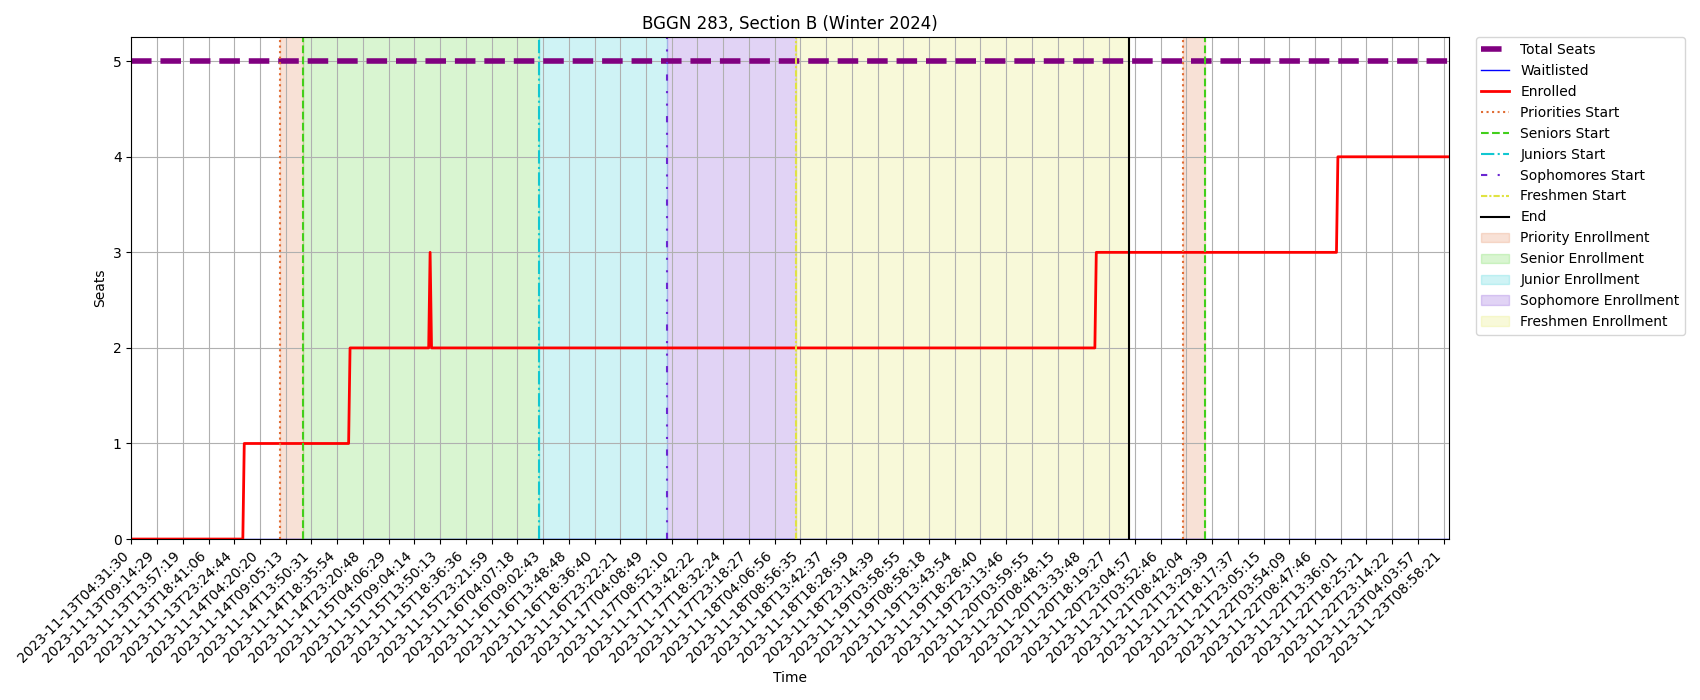 BGGN 283, Section B (Winter 2024)
Seats
5
4
3
2
1
0
2023-11-13T04:31:30
2023-11-13T09:14:29
2023-11-13T13:57:19
2023-11-13T18:41:06
2023-11-13T23:24:44
2023-11-14T04:20:20
2023-11-14T09:05:13
2023-11-14T13:50:31
2023-11-14T18:35:54
2023-11-14T23:20:48
2023-11-15T04:06:29
2023-11-15T09:04:14
2023-11-15T13:50:13
2023-11-15T18:36:36
2023-11-15T23:21:59
2023-11-16T04:07:18
2023-11-16T09:02:43
2023-11-16T13:48:48
2023-11-16T18:36:40
2023-11-16T23:22:21
2023-11-17T04:08:49
2023-11-17T08:52:10
2023-11-17T13:42:22
2023-11-17T18:32:24
2023-11-17T23:18:27
2023-11-18T04:06:56
2023-11-18T08:56:35
2023-11-18T13:42:37
2023-11-18T18:28:59
2023-11-18T23:14:39
2023-11-19T03:58:55
2023-11-19T08:58:18
2023-11-19T13:43:54
2023-11-19T18:28:40
2023-11-19T23:13:46
2023-11-20T03:59:55
2023-11-20T08:48:15
2023-11-20T13:33:48
2023-11-20T18:19:27
2023-11-20T23:04:57
2023-11-21T03:52:46
2023-11-21T08:42:04
2023-11-21T13:29:39
2023-11-21T18:17:37
2023-11-21T23:05:15
2023-11-22T03:54:09
2023-11-22T08:47:46
2023-11-22T13:36:01
2023-11-22T18:25:21
2023-11-22T23:14:22
2023-11-23T04:03:57
2023-11-23T08:58:21
Time
Total Seats
Waitlisted
Enrolled
Priorities Start
Seniors Start
Juniors Start
Sophomores Start
Freshmen Start
End
Priority Enrollment
Senior Enrollment
Junior Enrollment
Sophomore Enrollment
Freshmen Enrollment